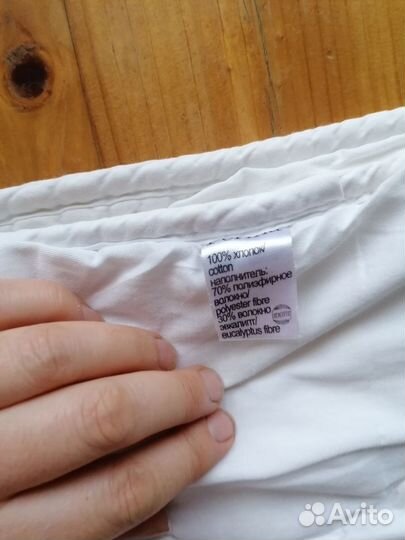 100% хлопок/
cotton
наполнитель:
70% полиэфирное
волокно/
polyester fibre
30% волокно
эвкалипт/
eucalyptus fibre
Avito